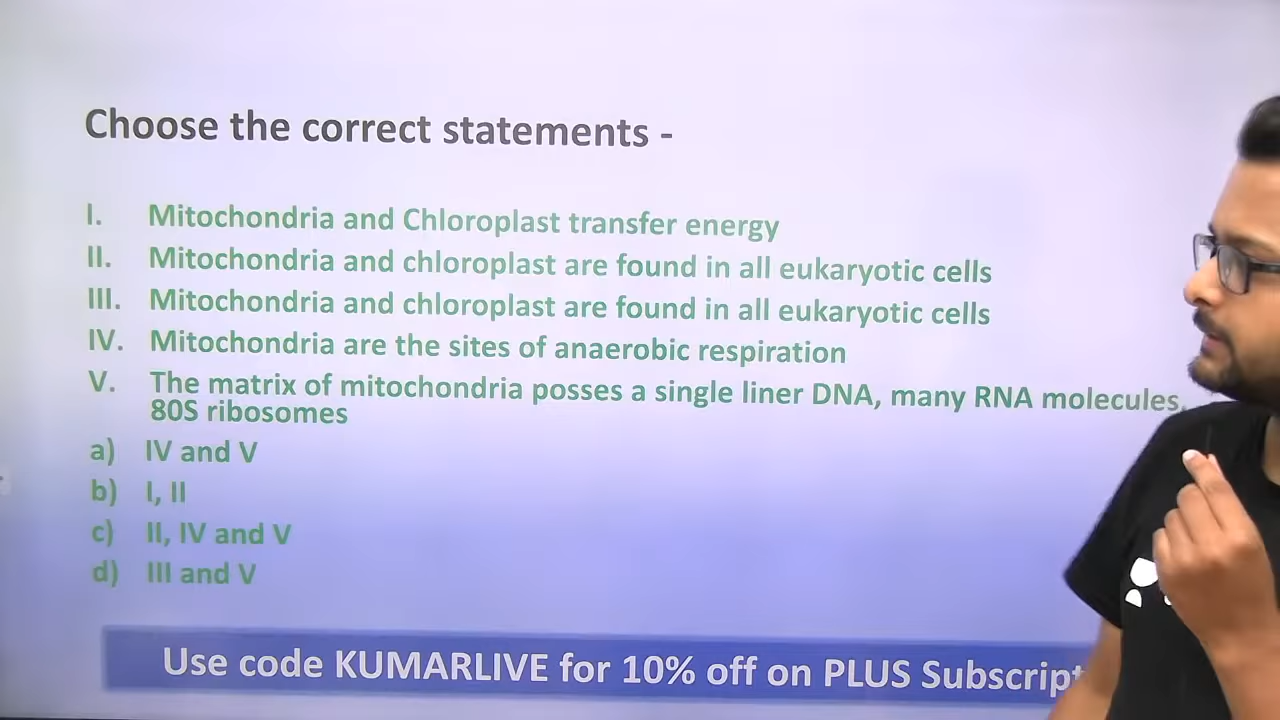 Choose the correct statements -
I. Mitochondria and Chloroplast transfer energy
II. Mitochondria and chloroplast are found in all eukaryotic cells
III. Mitochondria and chloroplast are found in all eukaryotic cells
IV. Mitochondria are the sites of anaerobic respiration
V. The matrix of mitochondria posses a single liner DNA, many RNA molecules,
80S ribosomes
a) IV and V
b) I, II
c) II, IV and V
d) III and V
Use code KUMARLIVE for 10% off on PLUS